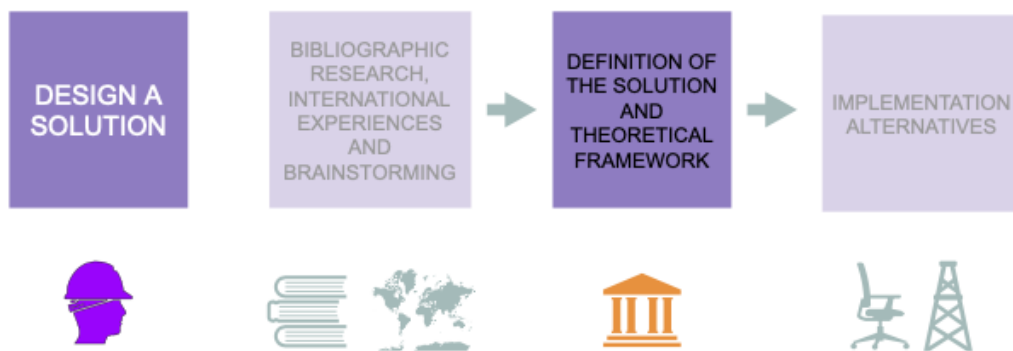 DESIGN A
SOLUTION
BIBLIOGRAPHIC
RESEARCH,
INTERNATIONAL
EXPERIENCES
AND
BRAINSTORMING
DEFINITION OF
THE SOLUTION
AND
THEORETICAL
FRAMEWORK
IMPLEMENTATION
ALTERNATIVES